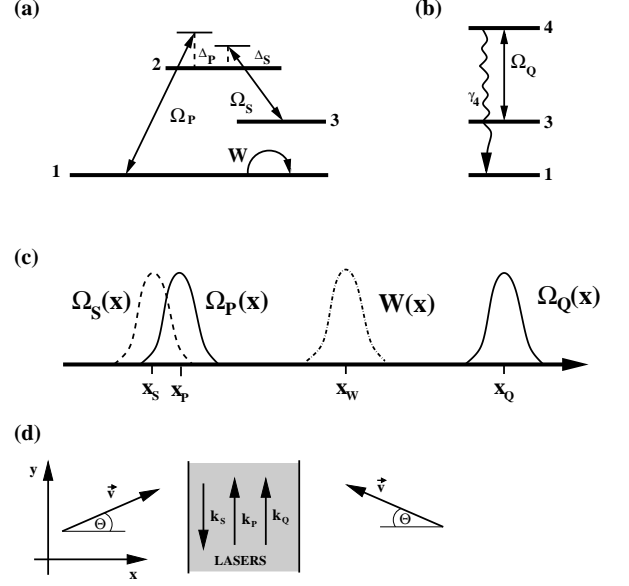 (a)
Δ_P
Δ_S
2
Ω_P
Ω_S
3
W
1
(b)
4
Ω_Q
γ_4
3
1
(c)
Ω_S(x)
Ω_P(x)
W(x)
Ω_Q(x)
x_S
x_P
x_W
x_Q
(d)
y
v
Θ
x
k_S
k_P
k_Q
LASERS
v
Θ